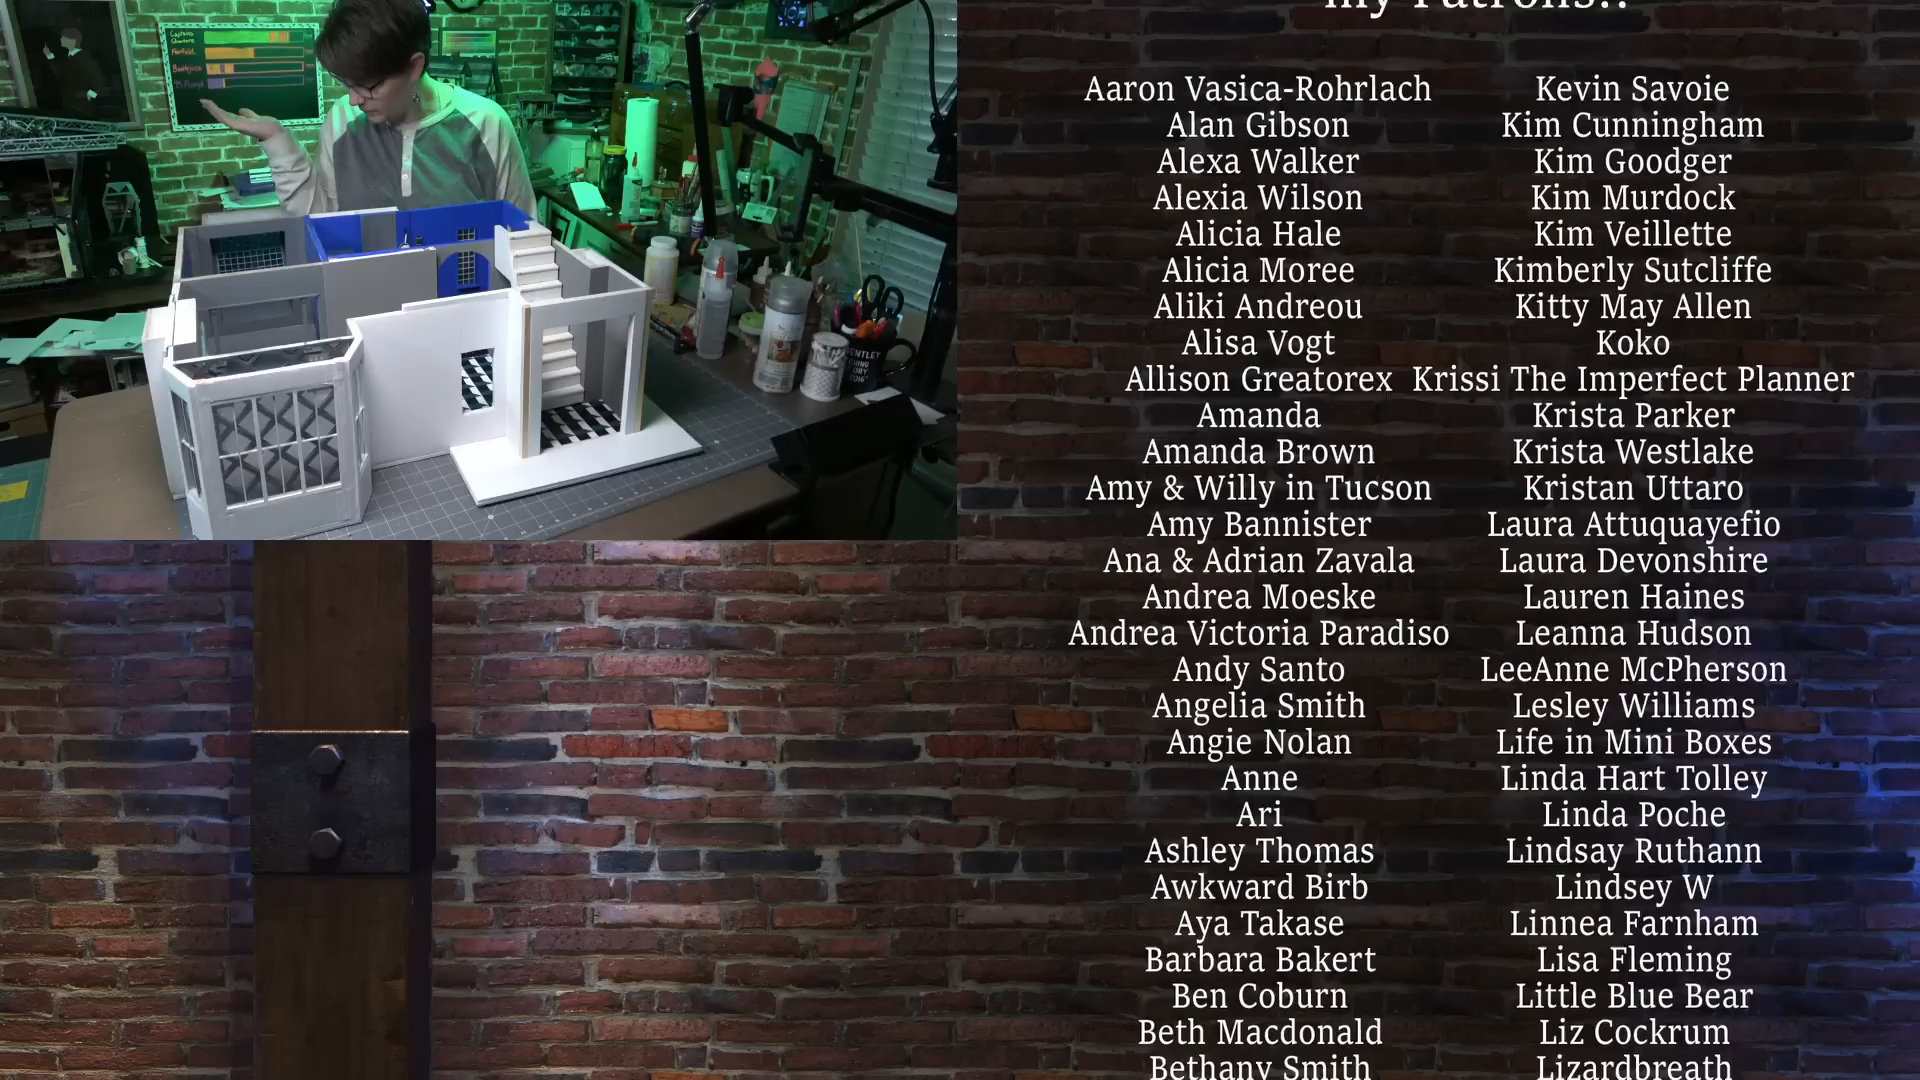 my Patrons!!
Aaron Vasica-Rohrlach
Alan Gibson
Alexa Walker
Alexia Wilson
Alicia Hale
Alicia Moree
Aliki Andreou
Alisa Vogt
Allison Greatorex
Amanda
Amanda Brown
Amy & Willy in Tucson
Amy Bannister
Ana & Adrian Zavala
Andrea Moeske
Andrea Victoria Paradiso
Andy Santo
Angelia Smith
Angie Nolan
Anne
Ari
Ashley Thomas
Awkward Birb
Aya Takase
Barbara Bakert
Ben Coburn
Beth Macdonald
Bethany Smith
Kevin Savoie
Kim Cunningham
Kim Goodger
Kim Murdock
Kim Veillette
Kimberly Sutcliffe
Kitty May Allen
Koko
Krissi The Imperfect Planner
Krista Parker
Krista Westlake
Kristan Uttaro
Laura Attuquayefio
Laura Devonshire
Lauren Haines
Leanna Hudson
LeeAnne McPherson
Lesley Williams
Life in Mini Boxes
Linda Hart Tolley
Linda Poche
Lindsay Ruthann
Lindsey W
Linnea Farnham
Lisa Fleming
Little Blue Bear
Liz Cockrum
Lizardbreath